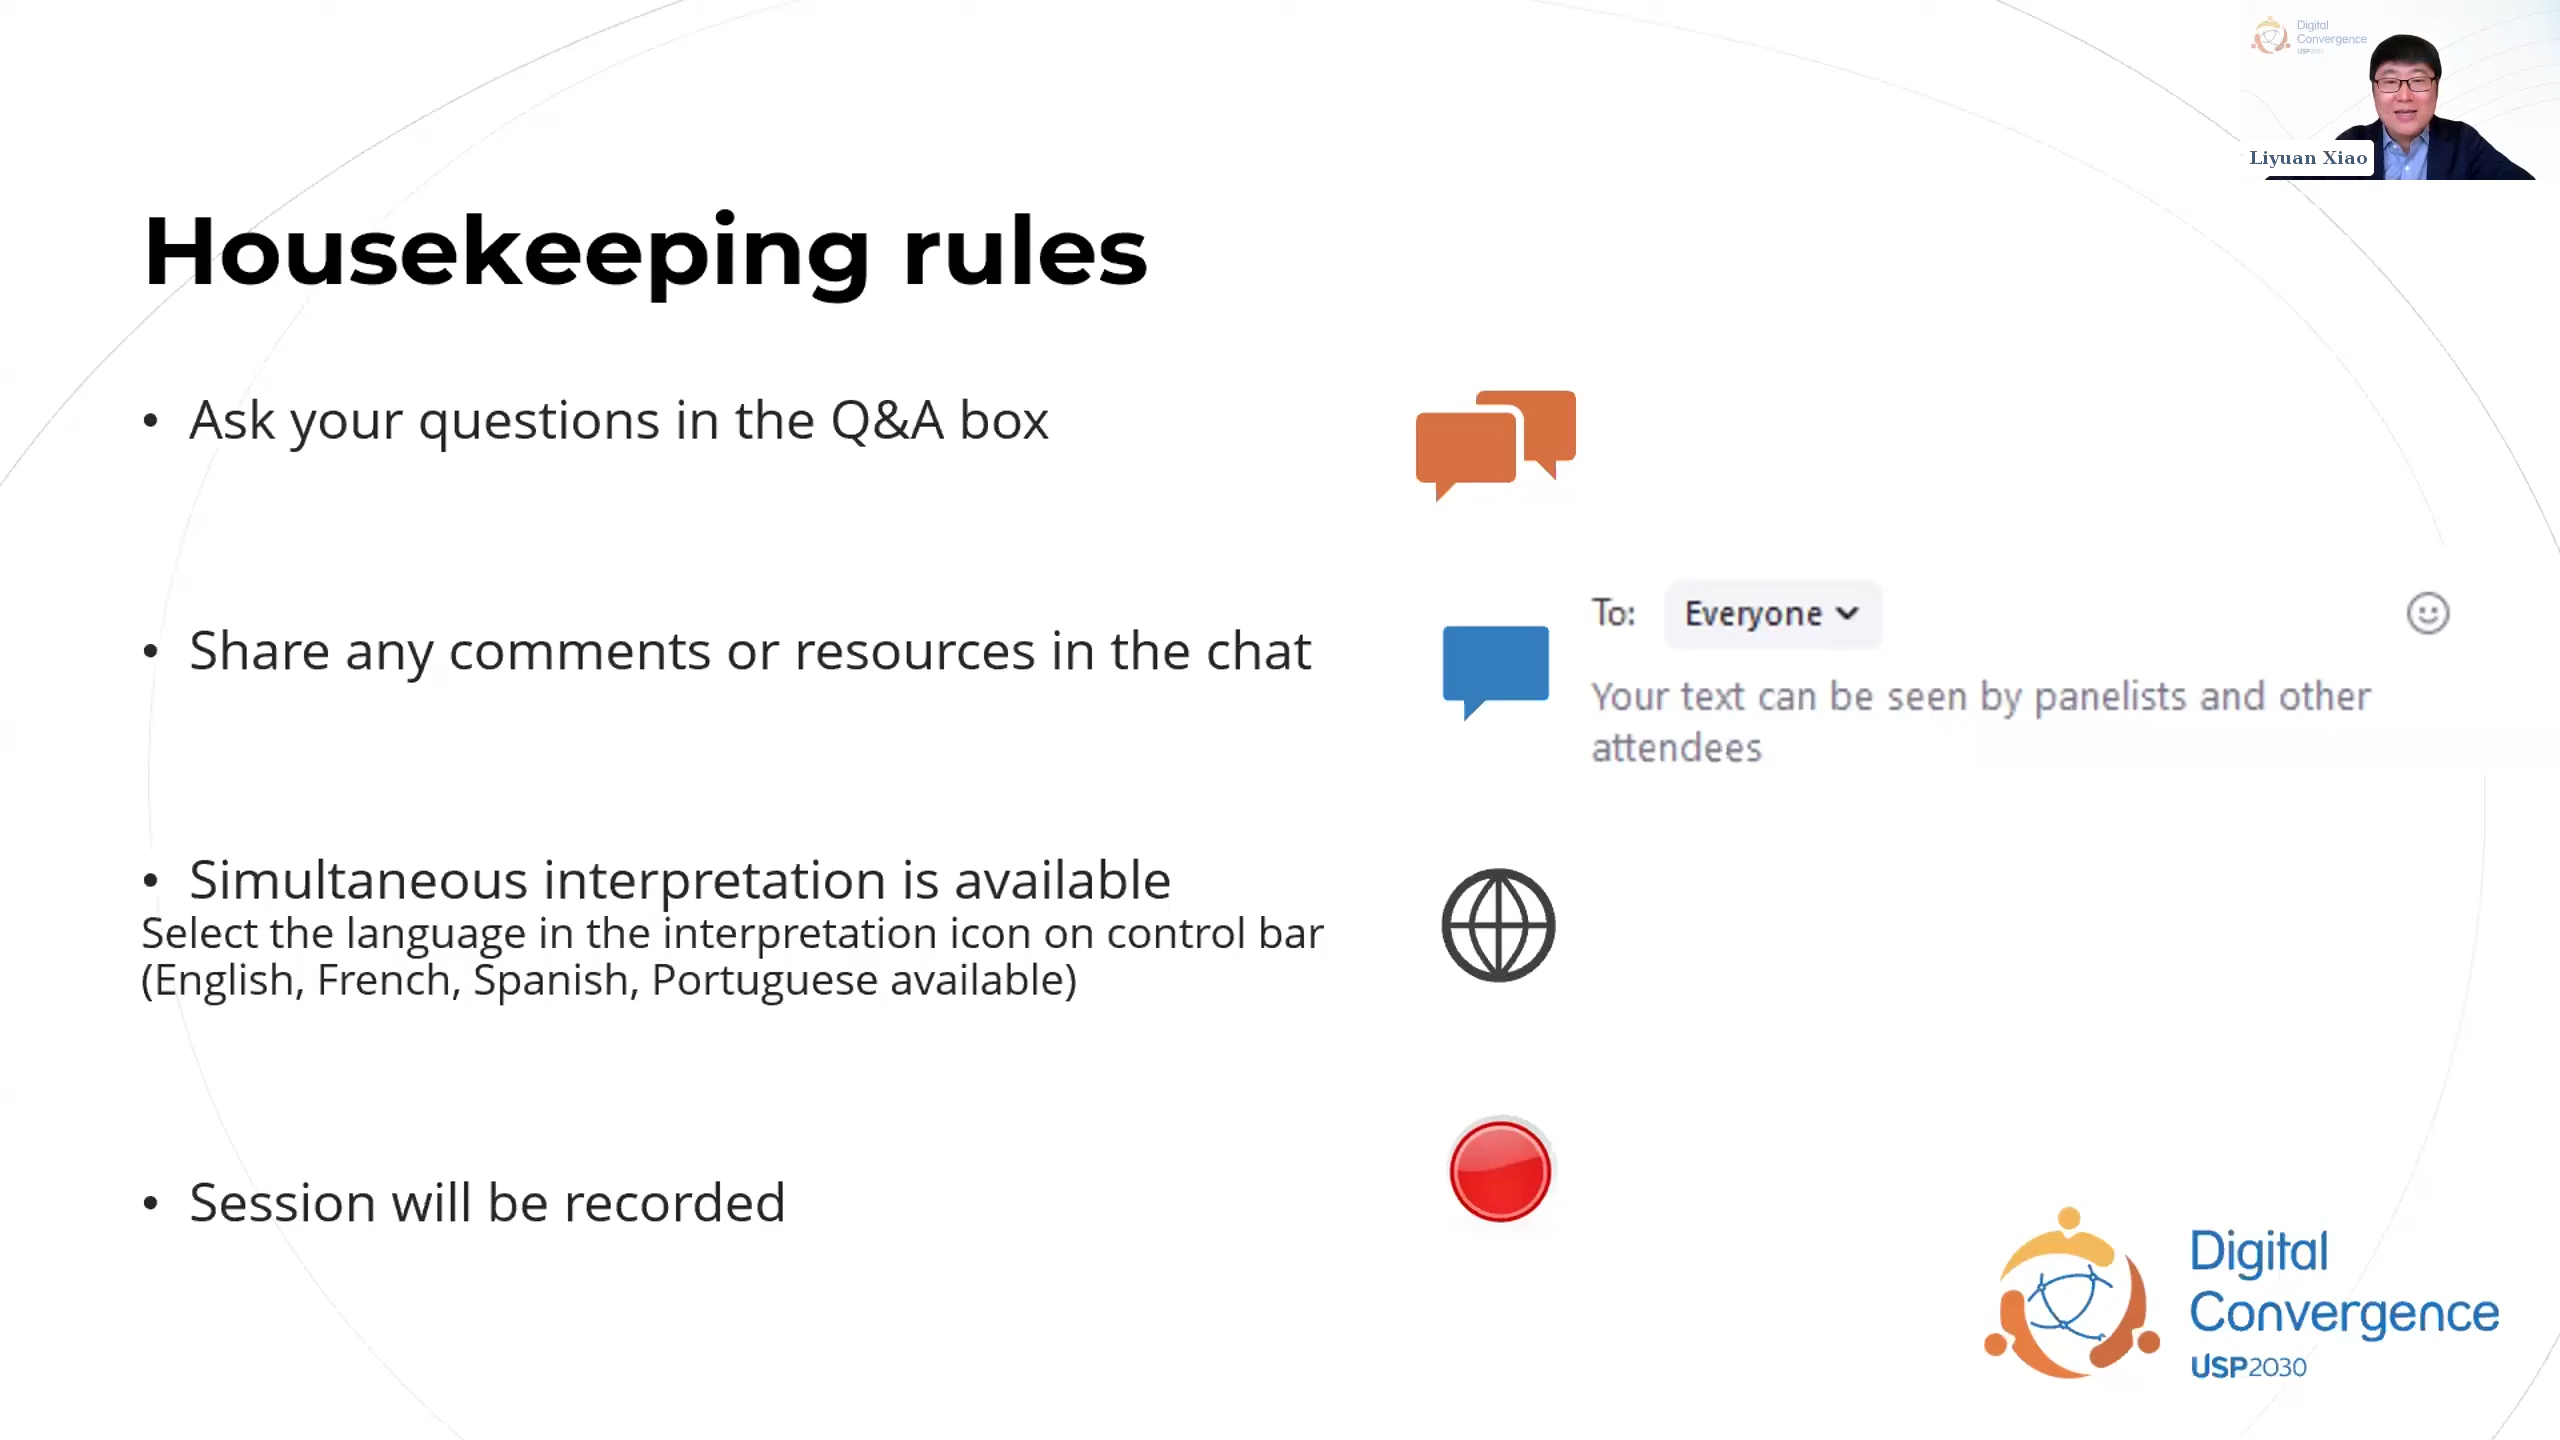 Digital
Convergence
USP2030
Liyuan Xiao
Housekeeping rules
• Ask your questions in the Q&A box
• Share any comments or resources in the chat
To: Everyone
Your text can be seen by panelists and other
attendees
• Simultaneous interpretation is available
Select the language in the interpretation icon on control bar
(English, French, Spanish, Portuguese available)
• Session will be recorded
Digital
Convergence
USP2030